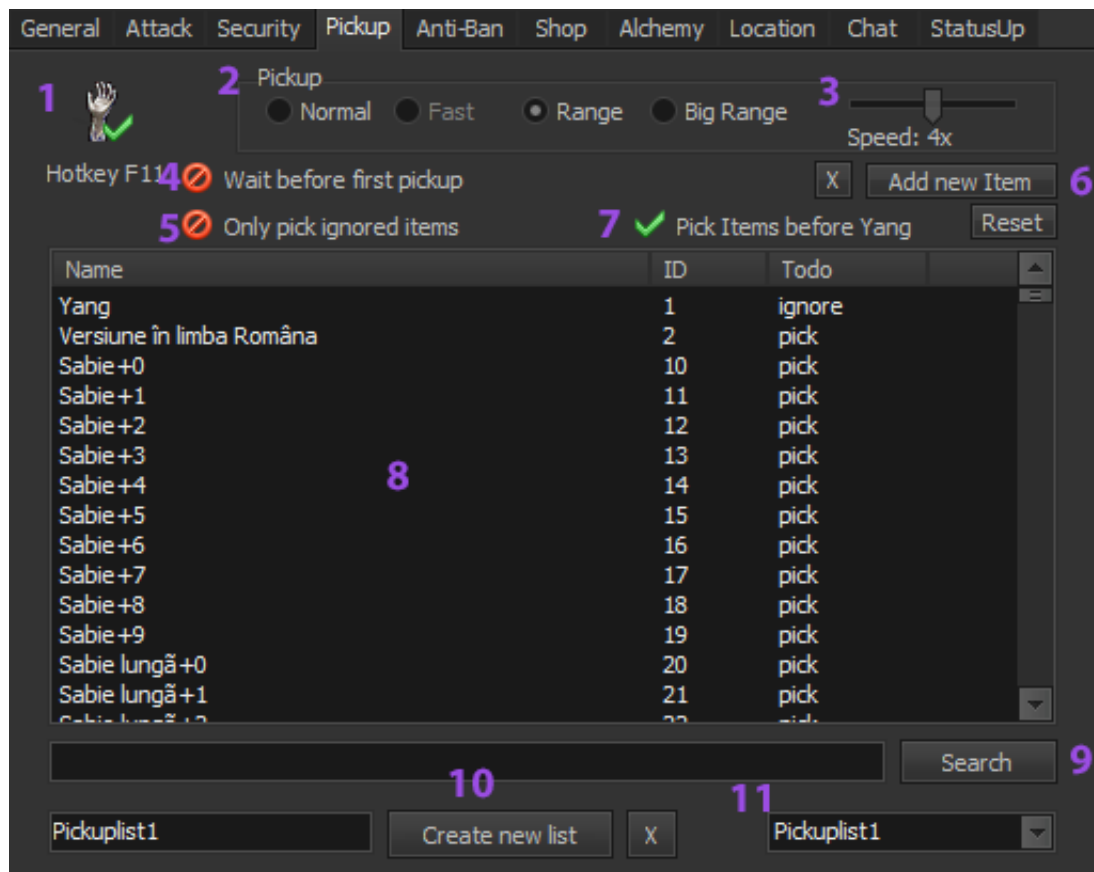 General Attack Security Pickup Anti-Ban Shop Alchemy Location Chat StatusUp
1 2 Pickup 3
Normal Fast Range Big Range
Speed: 4x
Hotkey F11 4 Wait before first pickup X Add new Item 6
5 Only pick ignored items 7 Pick Items before Yang Reset
Name ID Todo
Yang 1 ignore
Versiune în limba Româna 2 pick
Sabie+0 10 pick
Sabie+1 11 pick
Sabie+2 12 pick
Sabie+3 13 pick
Sabie+4 14 pick
8
Sabie+5 15 pick
Sabie+6 16 pick
Sabie+7 17 pick
Sabie+8 18 pick
Sabie+9 19 pick
Sabie lungã+0 20 pick
Sabie lungã+1 21 pick
Search 9
10 11
Pickuplist1 Create new list X Pickuplist1